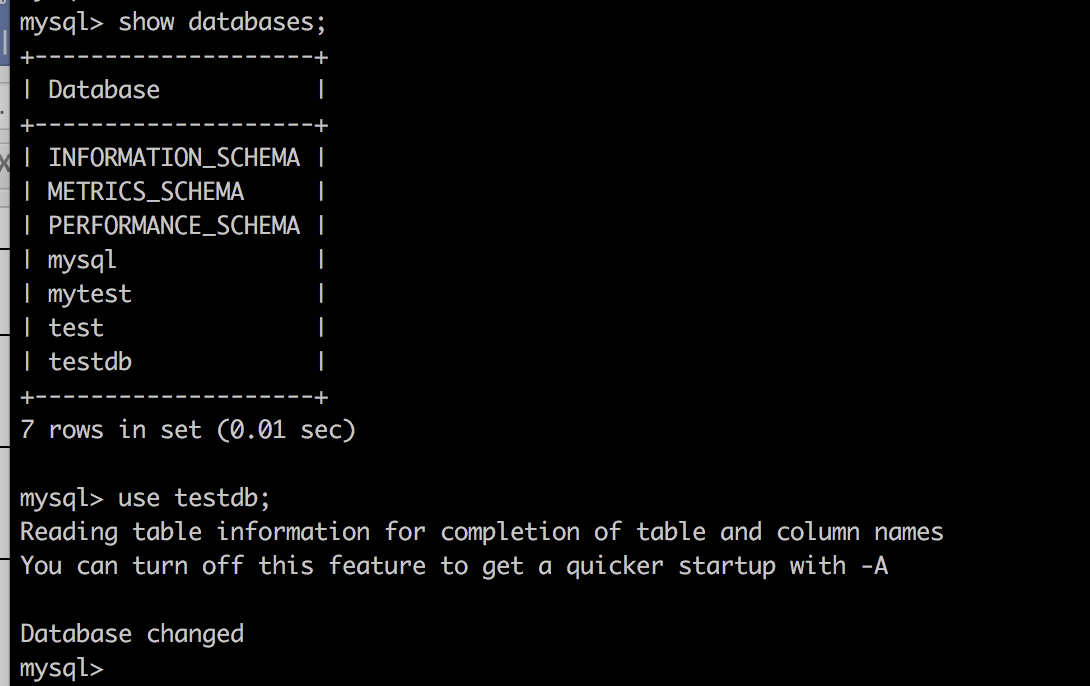 mysql> show databases;
+--------------------+
| Database           |
+--------------------+
| INFORMATION_SCHEMA |
| METRICS_SCHEMA     |
| PERFORMANCE_SCHEMA |
| mysql              |
| mytest             |
| test               |
| testdb             |
+--------------------+
7 rows in set (0.01 sec)

mysql> use testdb;
Reading table information for completion of table and column names
You can turn off this feature to get a quicker startup with -A

Database changed
mysql>